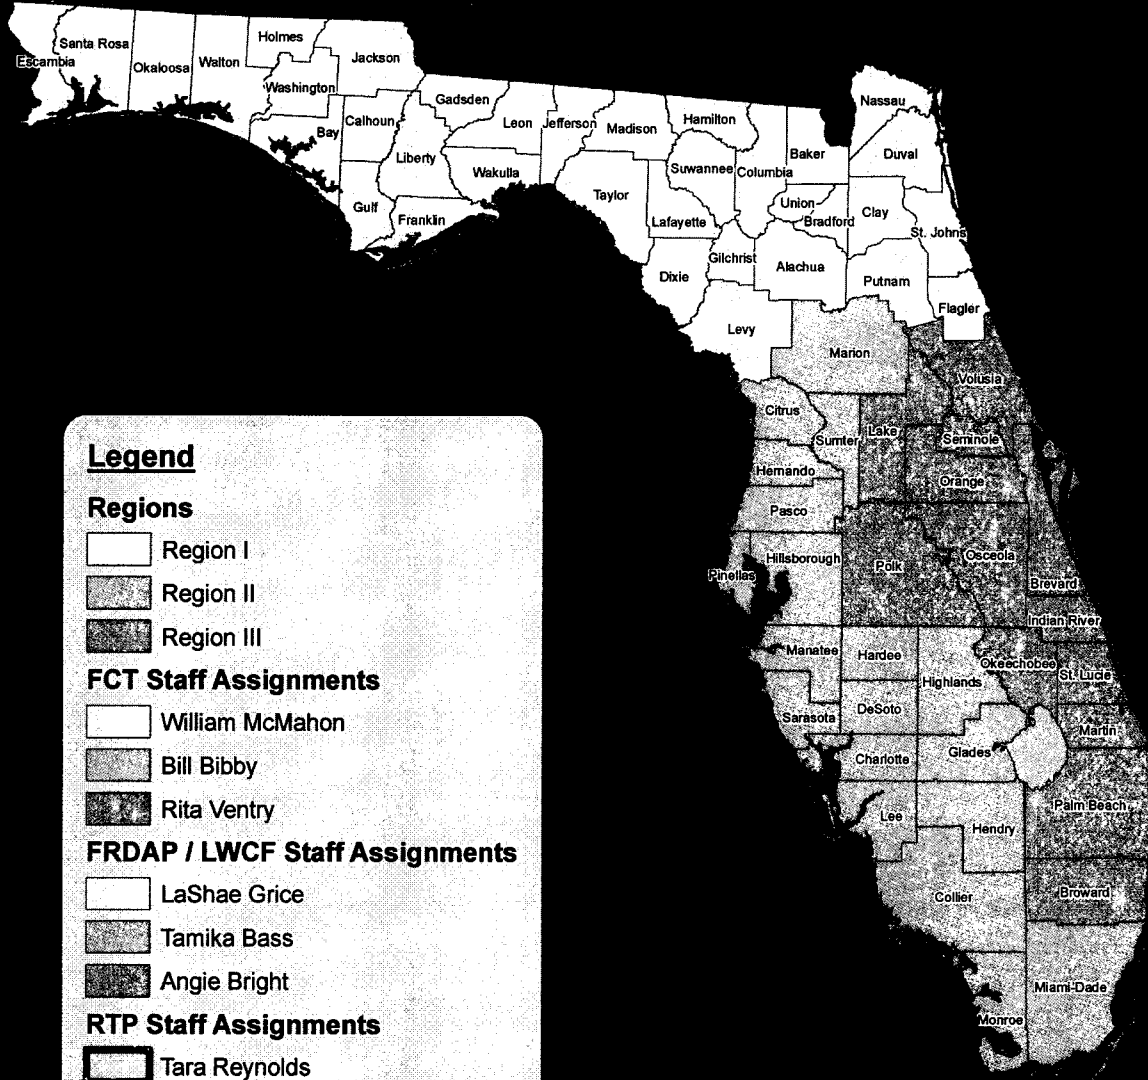 Holmes
Santa Rosa
Escambia
Okaloosa
Walton
Jackson
Washington
Gadsden
Nassau
Bay
Calhoun
Leon
Jefferson
Madison
Hamilton
Liberty
Baker
Duval
Wakulla
Suwannee
Columbia
Taylor
Union
Gulf
Franklin
Lafayette
Bradford
Clay
St. Johns
Gilchrist
Alachua
Dixie
Putnam
Flagler
Levy
Marion
Volusia
Citrus
Sumter
Lake
Seminole
Hernando
Orange
Pasco
Hillsborough
Pinellas
Polk
Osceola
Brevard
Indian River
Manatee
Hardee
Okeechobee
Highlands
St. Lucie
Sarasota
DeSoto
Martin
Charlotte
Glades
Palm Beach
Lee
Hendry
Collier
Broward
Miami-Dade
Monroe
Legend
Regions
Region I
Region II
Region III
FCT Staff Assignments
William McMahon
Bill Bibby
Rita Ventry
FRDAP / LWCF Staff Assignments
LaShae Grice
Tamika Bass
Angie Bright
RTP Staff Assignments
Tara Reynolds